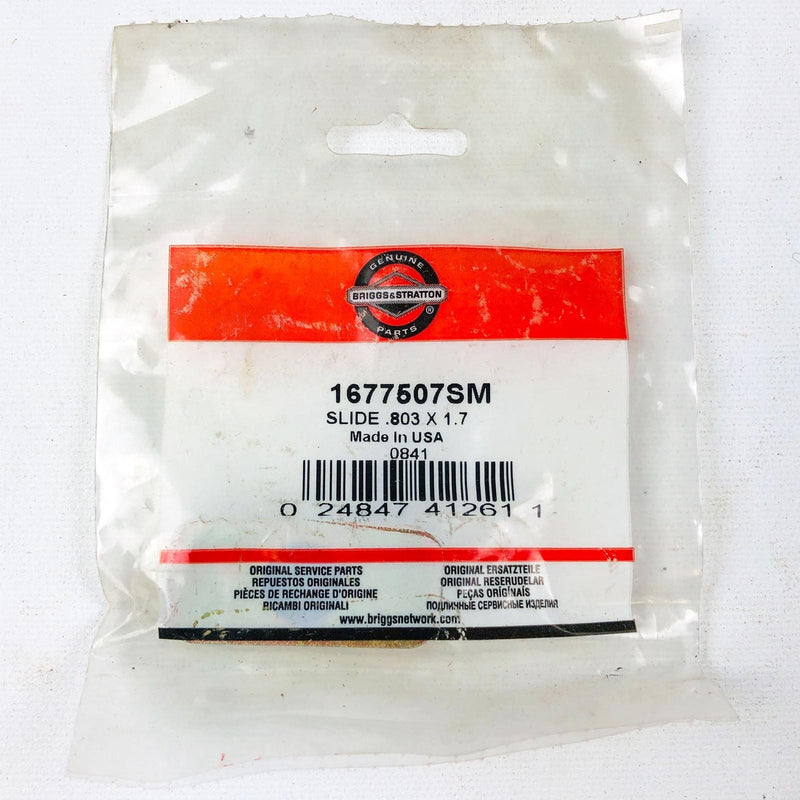 GENUINE
BRIGGS&STRATTON
PARTS ®
1677507SM
SLIDE .803 X 1.7
Made In USA
0841
0 24847 41261 1
ORIGINAL SERVICE PARTS
REPUESTOS ORIGINALES
PIÈCES DE RECHANGE D'ORIGINE
RICAMBI ORIGINALI
ORIGINAL ERSATZTEILE
ORIGINAL RESERUDELAR
PEÇAS ORIGINAIS
ПОДЛИННЫЕ СЕРВИСНЫЕ ИЗДЕЛИЯ
www.briggsnetwork.com